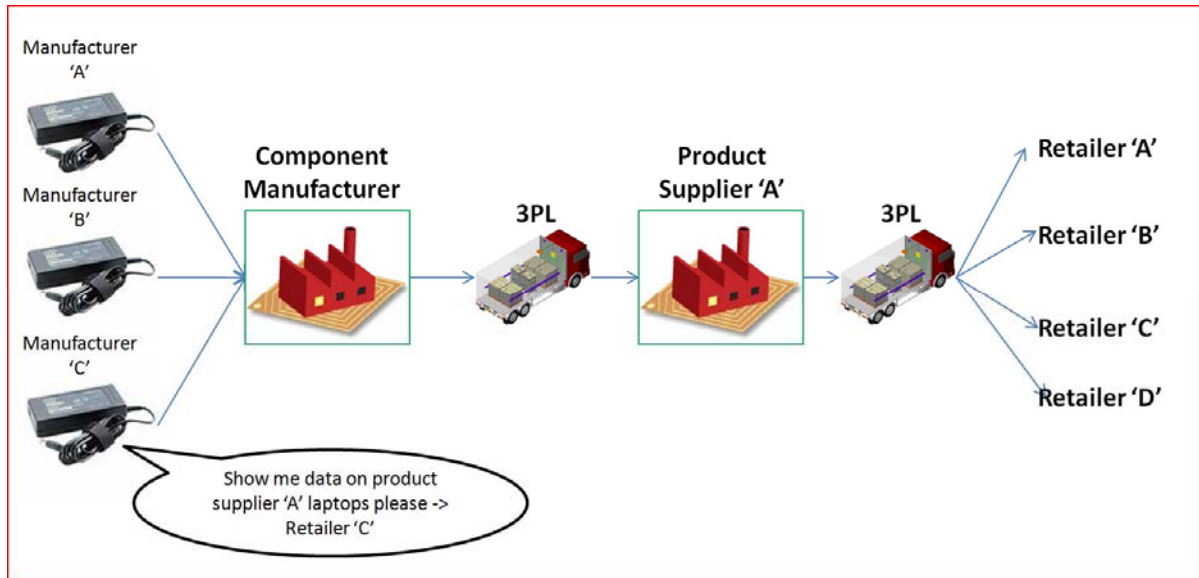 Manufacturer
‘A’
Manufacturer
‘B’
Manufacturer
‘C’
Component
Manufacturer
3PL
Product
Supplier ‘A’
3PL
Retailer ‘A’
Retailer ‘B’
Retailer ‘C’
Retailer ‘D’
Show me data on product
supplier ‘A’ laptops please ->
Retailer ‘C’